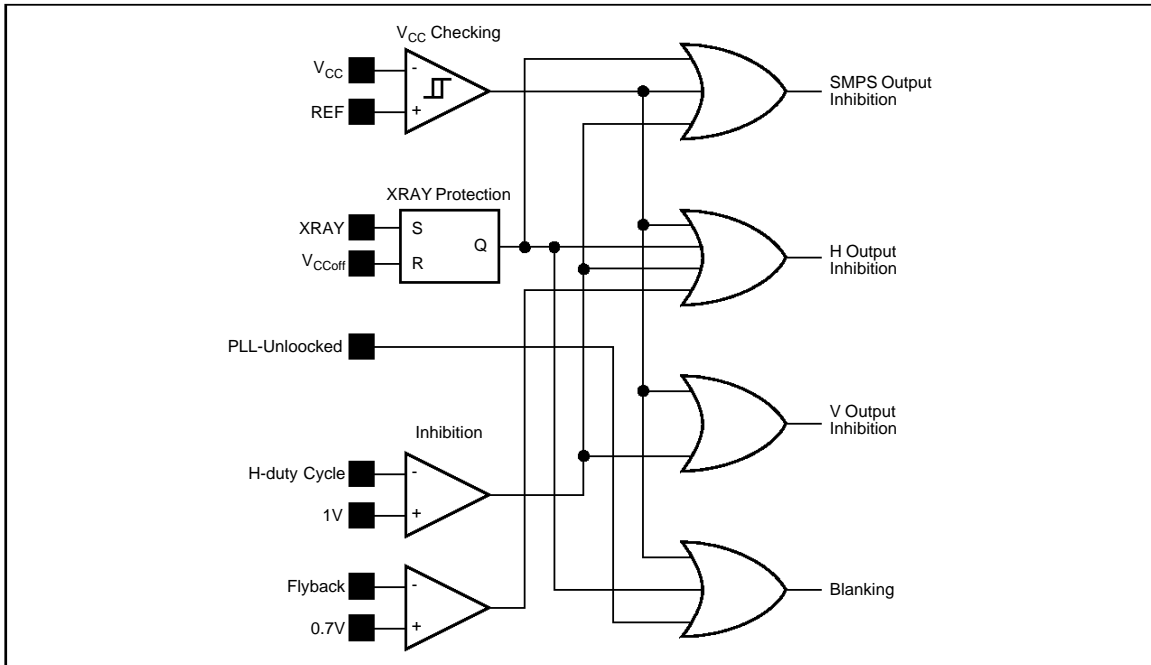 V_CC Checking
V_CC
-
REF
+
SMPS Output
Inhibition
XRAY Protection
XRAY
S
Q
V_CCoff
R
H Output
Inhibition
PLL-Unloocked
V Output
Inhibition
Inhibition
H-duty Cycle
-
1V
+
Flyback
-
0.7V
+
Blanking